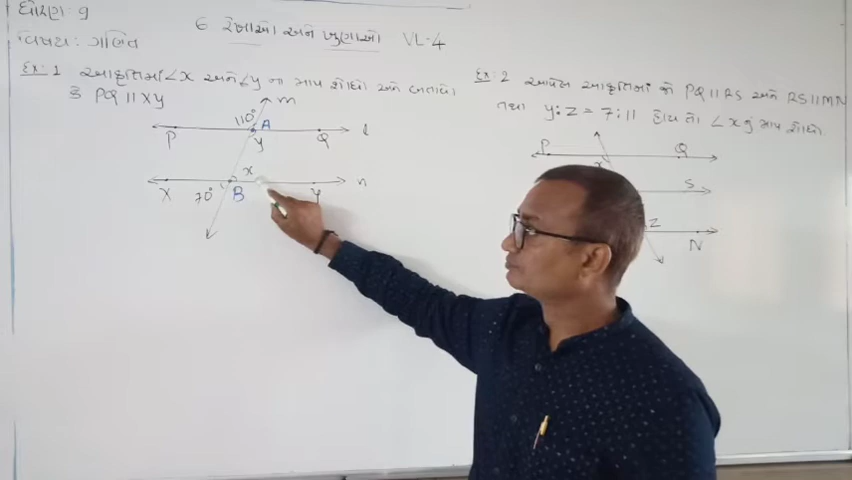 ધોરણ: 9
વિષય: ગણિત
6 રેખાઓ અને ખૂણાઓ VL-4
Ex: 1 આકૃતિમાં ∠x અને ∠y ના માપ શોધો અને બતાવો
કે PQ || XY
110° A m
P y Q l
x
X 70° B Y n
Ex: 2 આપેલ આકૃતિમાં જો PQ || RS અને RS || MN
તથા y:z = 7:11 હોય તો ∠x નું માપ શોધો.
P Q
x
S
z
N